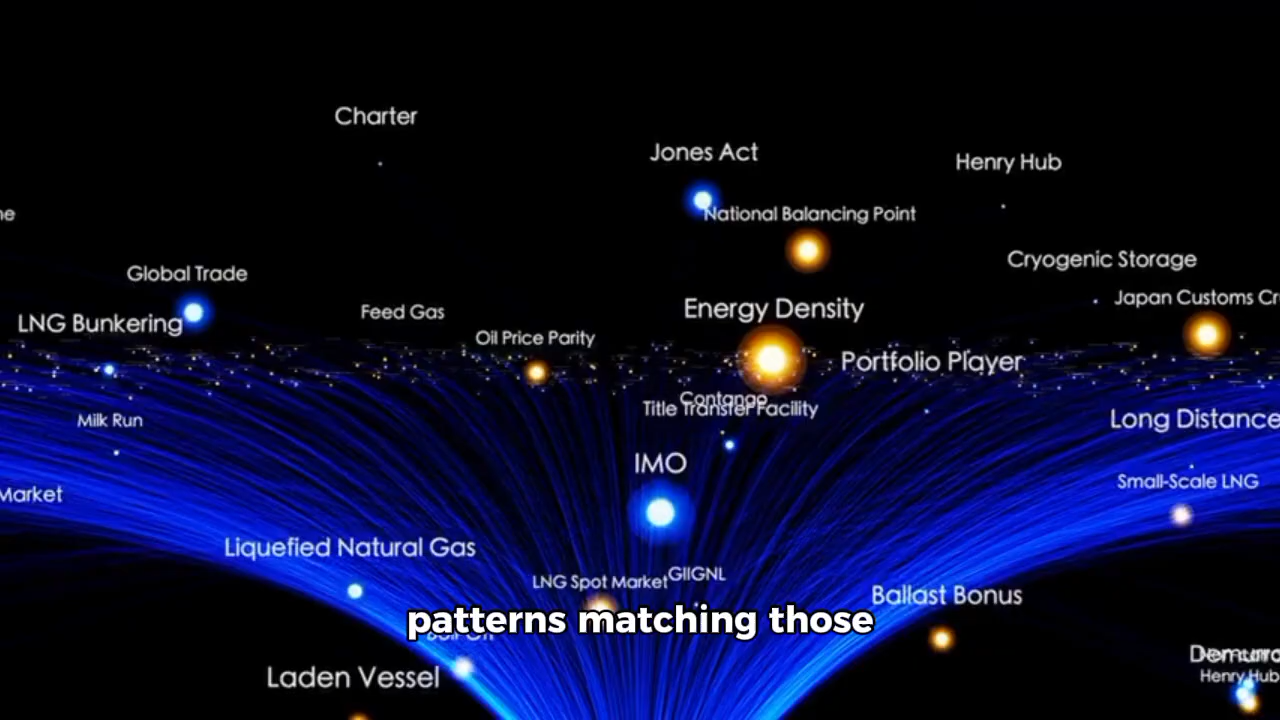 Charter
Jones Act
Henry Hub
National Balancing Point
Global Trade
Cryogenic Storage
Japan Customs Cr
Feed Gas
Energy Density
LNG Bunkering
Oil Price Parity
Portfolio Player
Contango
Title Transfer Facility
Milk Run
Long Distance
IMO
Small-Scale LNG
Market
Liquefied Natural Gas
GIIGNL
LNG Spot Market
Ballast Bonus
patterns matching those
Laden Vessel
Henry Hub